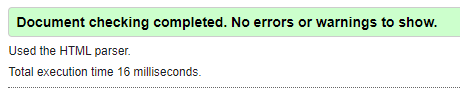 Document checking completed. No errors or warnings to show.
Used the HTML parser.
Total execution time 16 milliseconds.